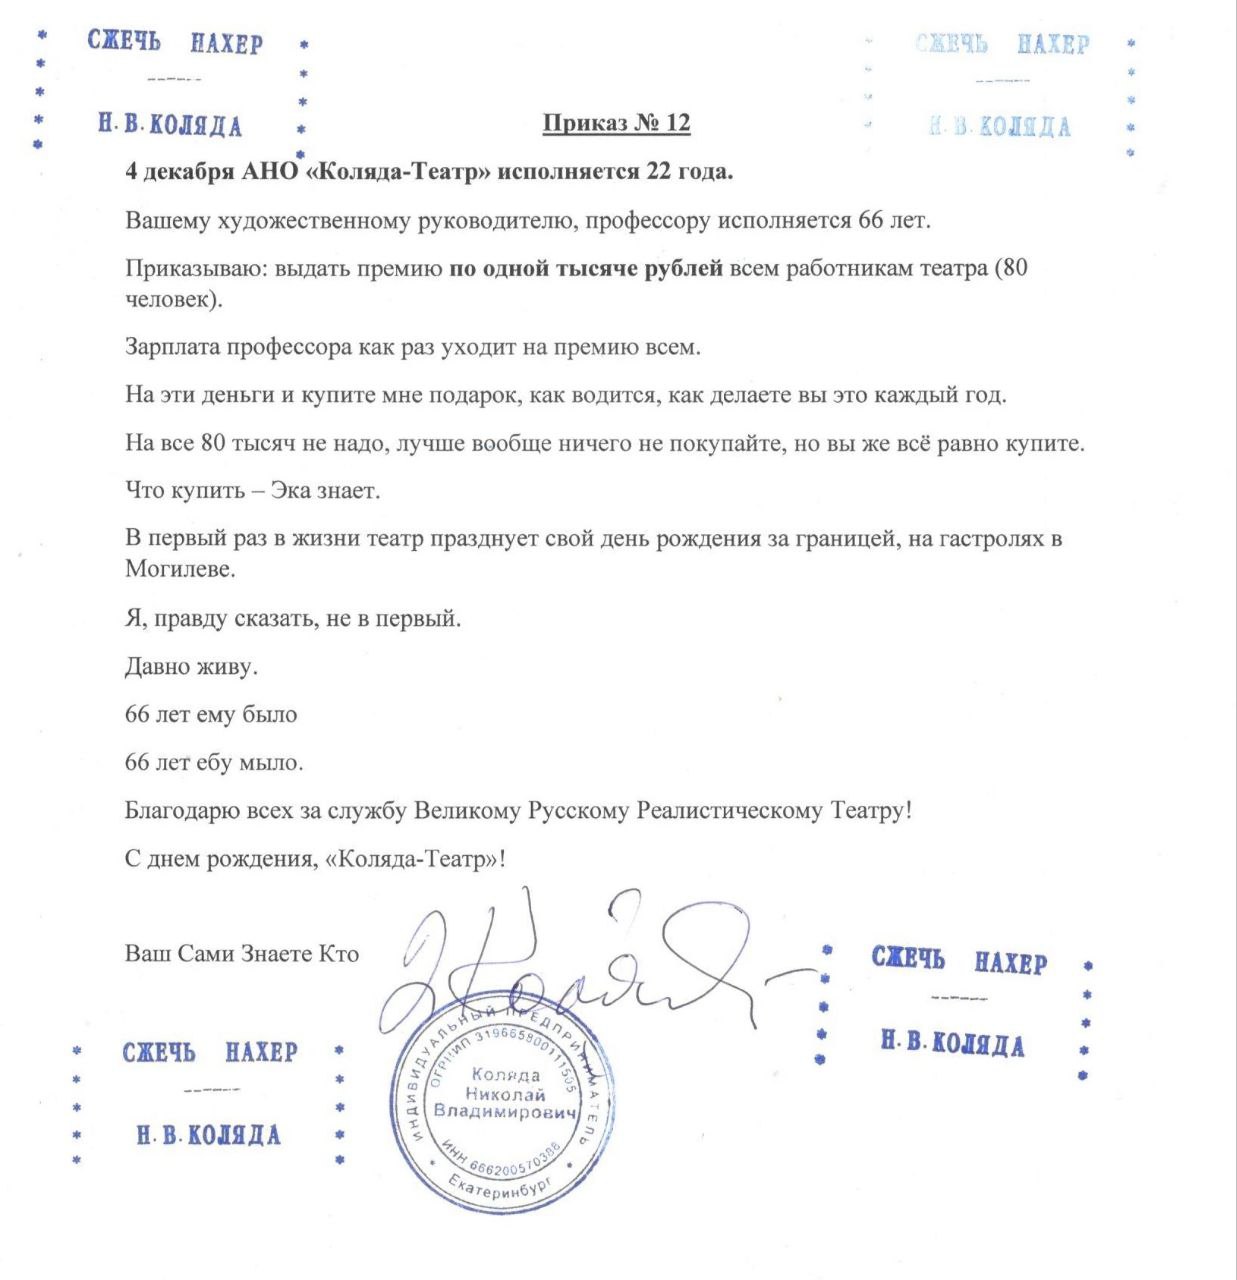 СЖЕЧЬ НАХЕР
Н. В. КОЛЯДА
СЖЕЧЬ НАХЕР
Н. В. КОЛЯДА
Приказ № 12
4 декабря АНО «Коляда-Театр» исполняется 22 года.
Вашему художественному руководителю, профессору исполняется 66 лет.
Приказываю: выдать премию по одной тысяче рублей всем работникам театра (80
человек).
Зарплата профессора как раз уходит на премию всем.
На эти деньги и купите мне подарок, как водится, как делаете вы это каждый год.
На все 80 тысяч не надо, лучше вообще ничего не покупайте, но вы же всё равно купите.
Что купить – Эка знает.
В первый раз в жизни театр празднует свой день рождения за границей, на гастролях в
Могилеве.
Я, правду сказать, не в первый.
Давно живу.
66 лет ему было
66 лет ебу мыло.
Благодарю всех за службу Великому Русскому Реалистическому Театру!
С днем рождения, «Коляда-Театр»!
Ваш Сами Знаете Кто
СЖЕЧЬ НАХЕР
Н. В. КОЛЯДА
СЖЕЧЬ НАХЕР
Н. В. КОЛЯДА
ИНДИВИДУАЛЬНЫЙ ПРЕДПРИНИМАТЕЛЬ
ОГРНИП 319665800111505
Коляда
Николай
Владимирович
ИНН 666200570388
Екатеринбург